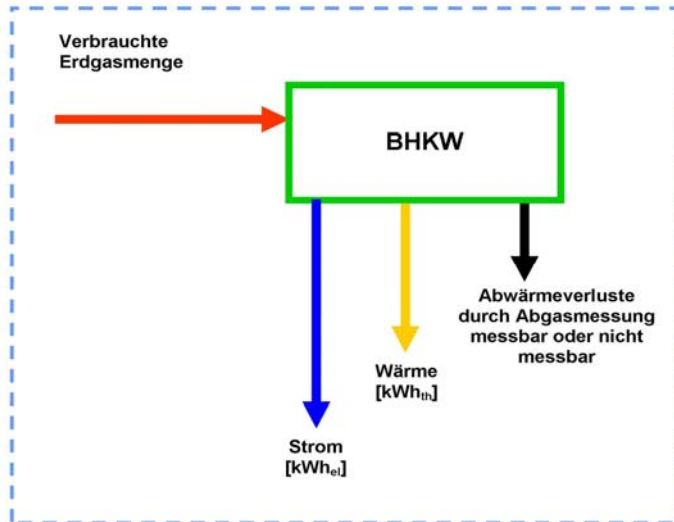 Verbrauchte
Erdgasmenge
BHKW
Abwärmeverluste
durch Abgasmessung
messbar oder nicht
messbar
Wärme
[kWhth]
Strom
[kWhel]